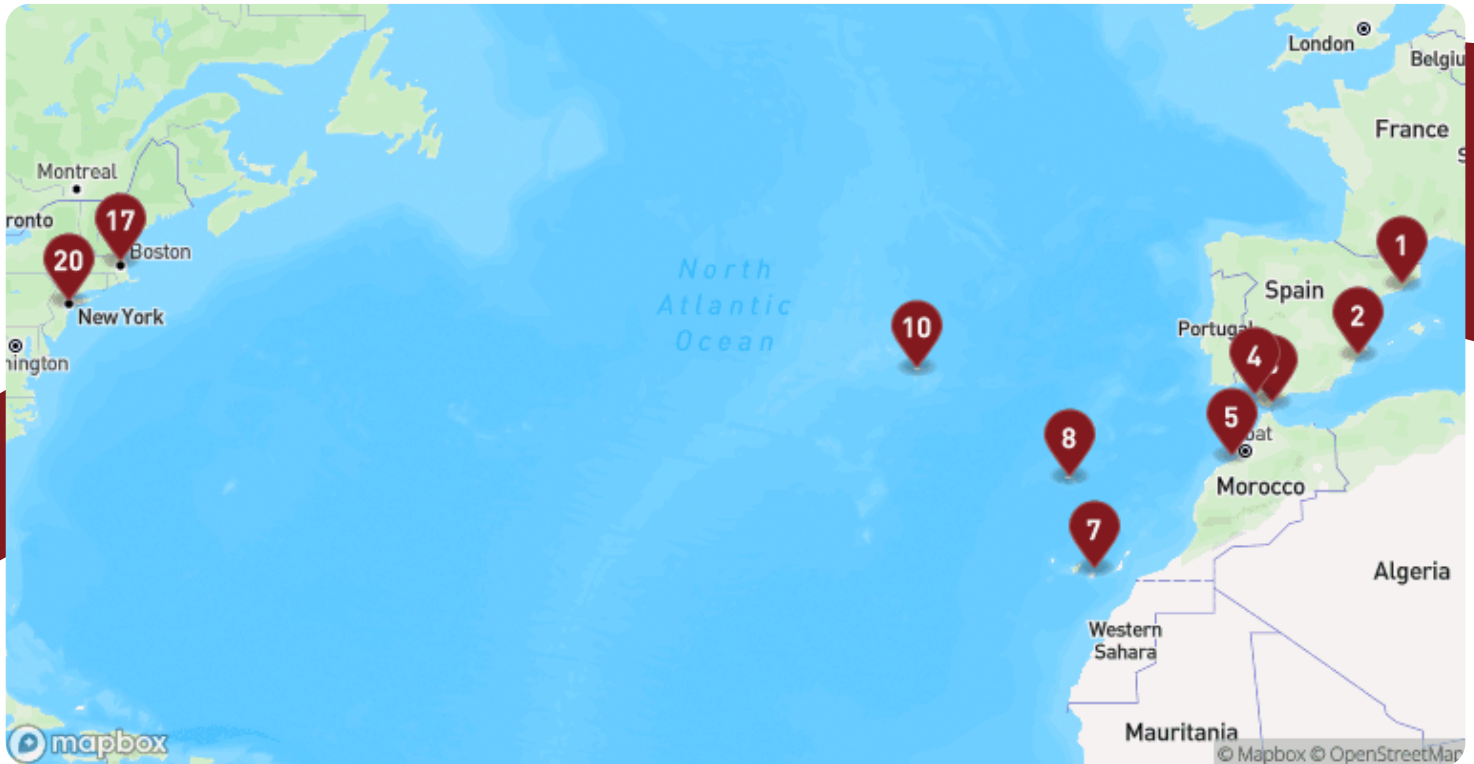 London
Belgiu
France
S
Montreal
ronto
17
Boston
20
New York
hington
North
Atlantic
Ocean
10
1
Spain
2
Portugal
4
5
bat
8
Morocco
7
Algeria
Western
Sahara
Mauritania
mapbox
© Mapbox © OpenStreetMap